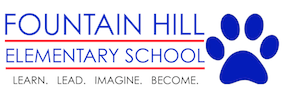 FOUNTAIN HILL
ELEMENTARY SCHOOL
LEARN. LEAD. IMAGINE. BECOME.